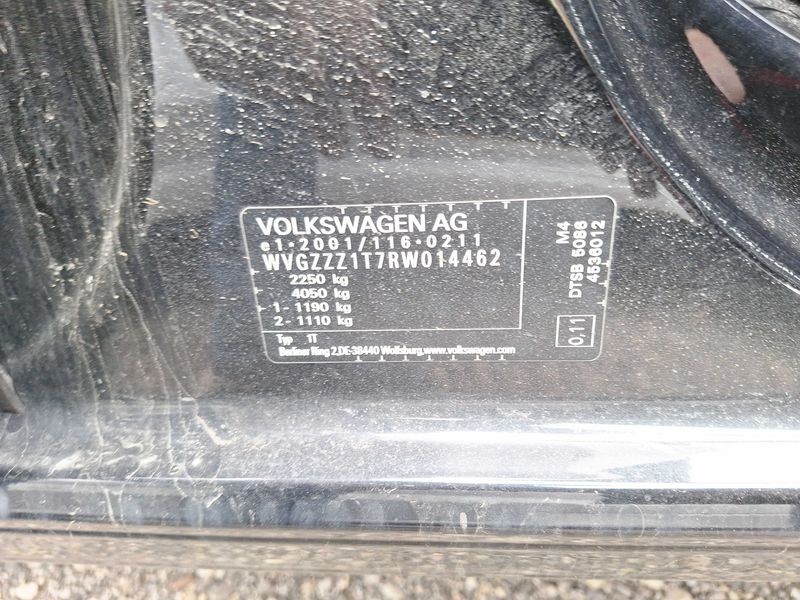 VOLKSWAGEN AG
e1*2001/116*0211
WVGZZZ1T7RW014462
2250 kg
4050 kg
1 - 1190 kg
2 - 1110 kg
Typ 1T
Berliner Ring 2,DE-38440 Wolfsburg,www.volkswagen.com
M4
DTSB 5086
4536012
0,11